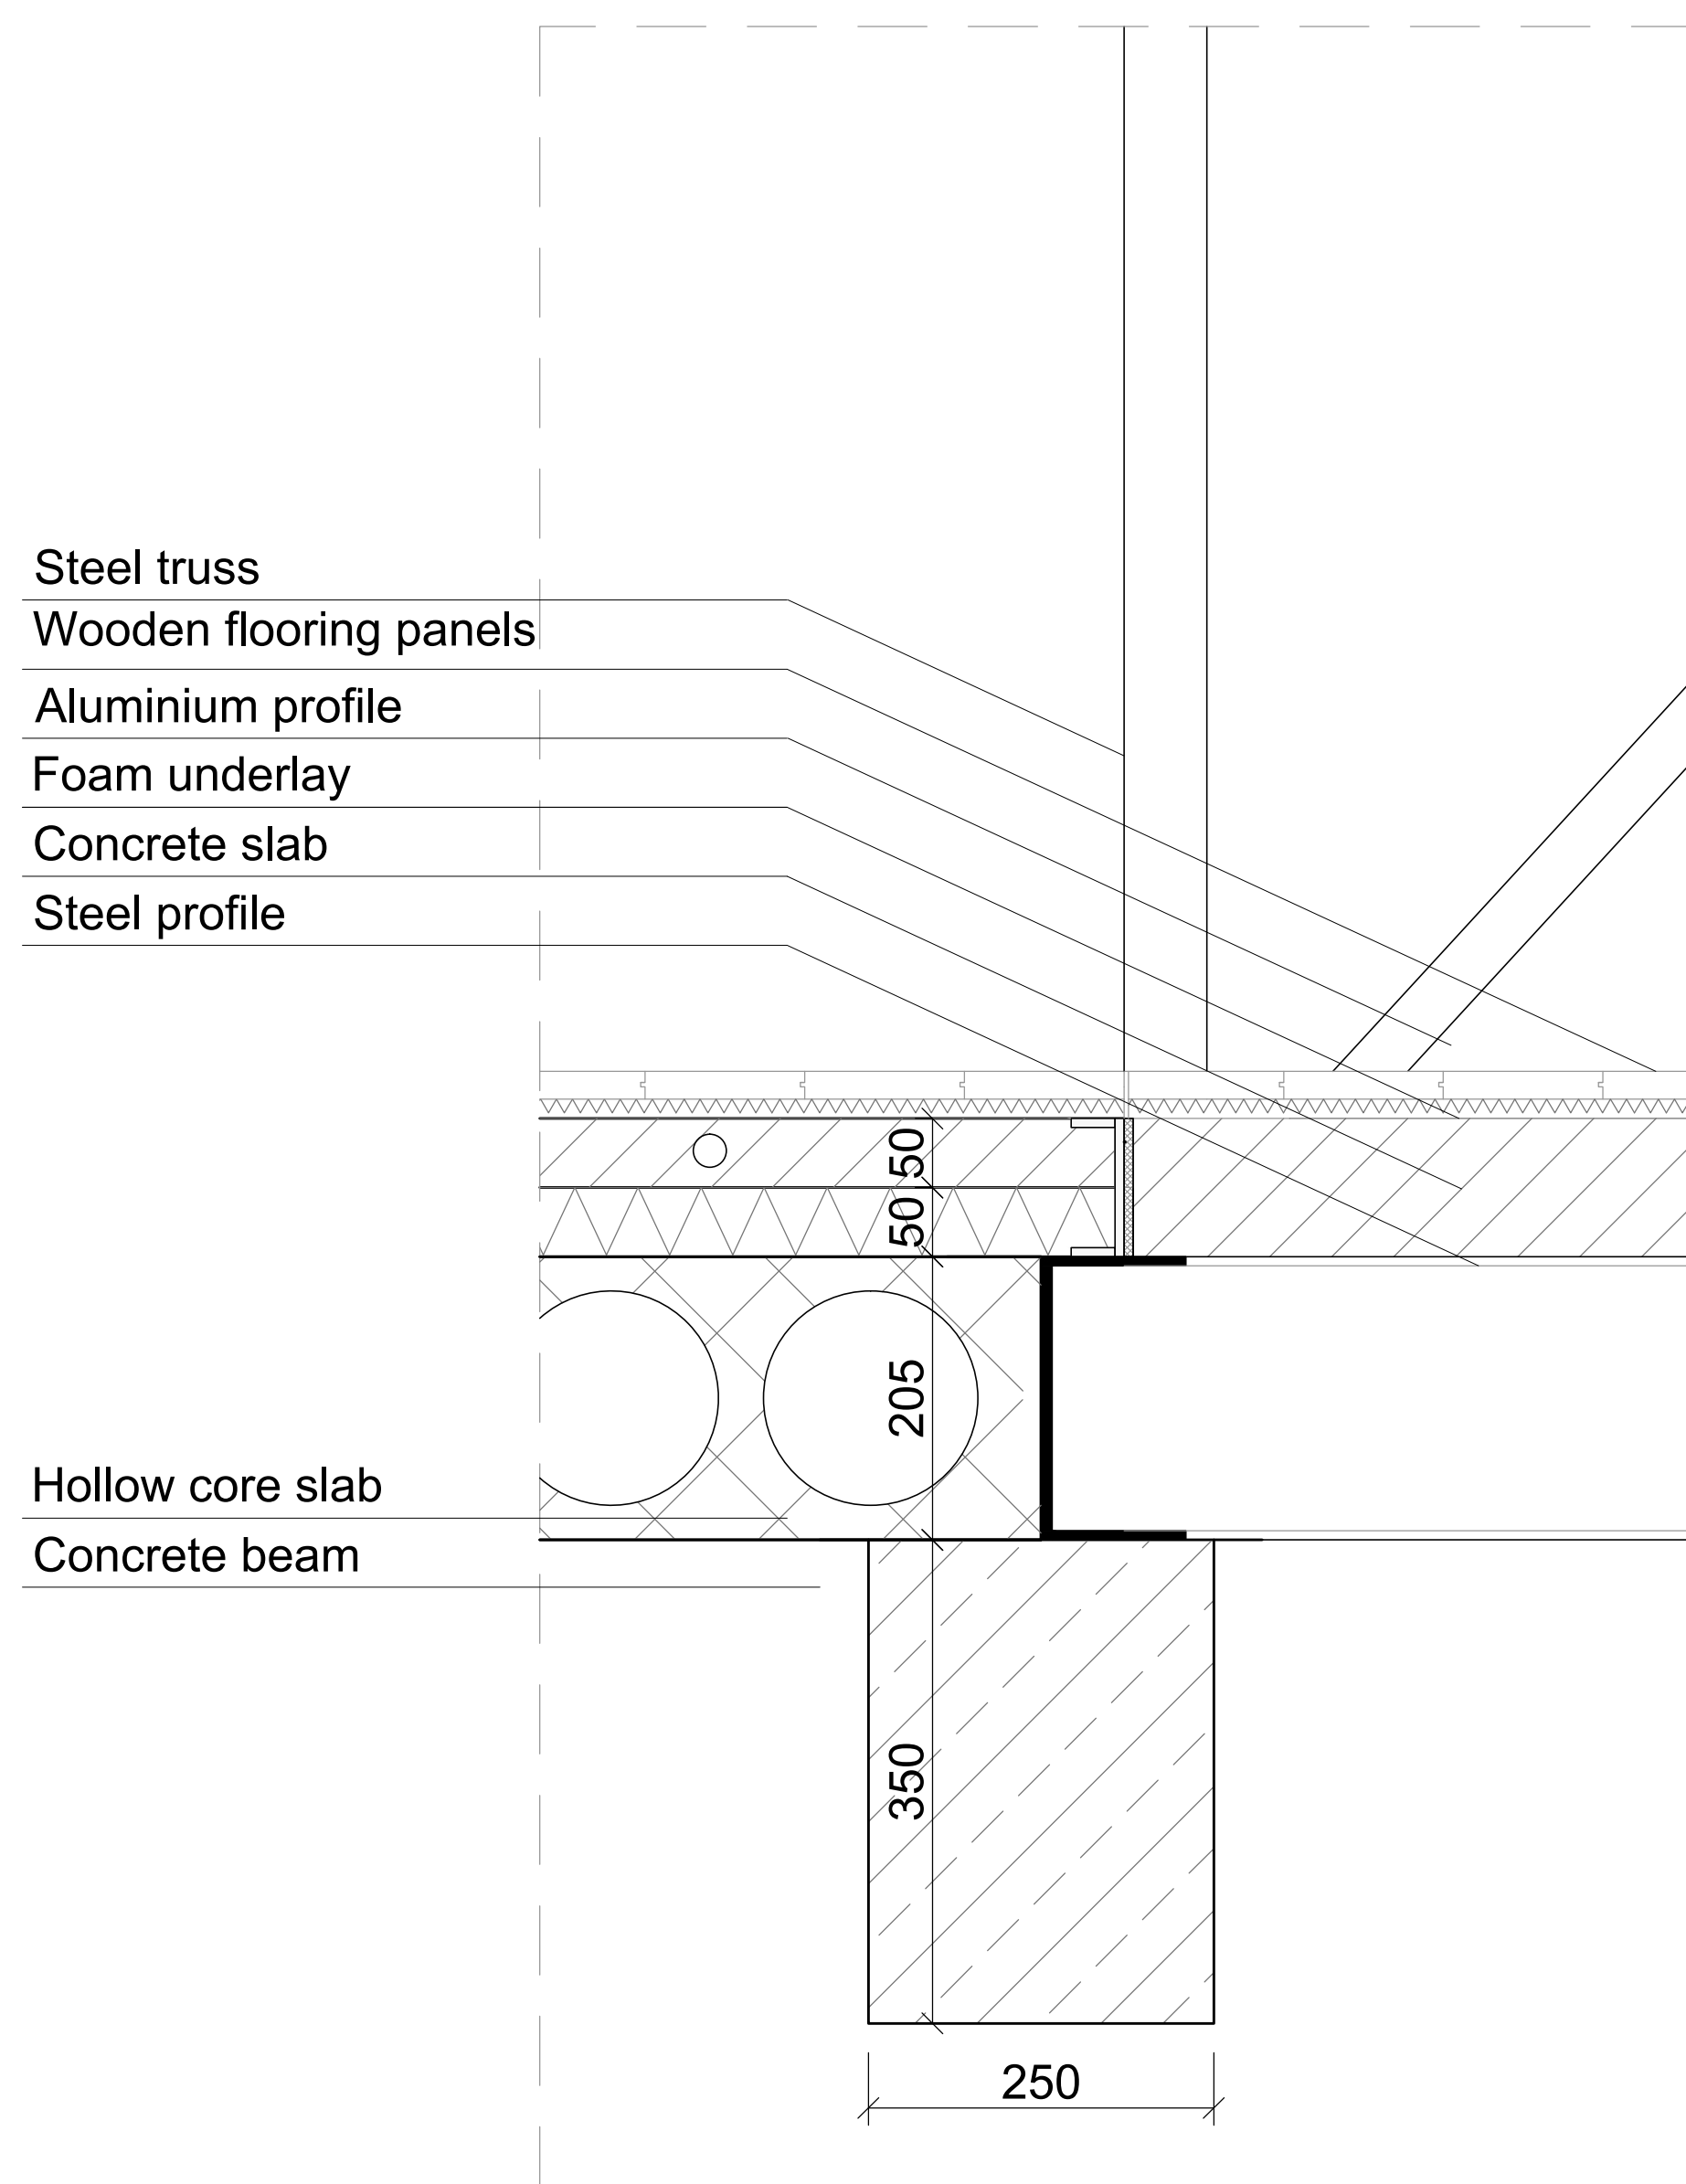 Steel truss
Wooden flooring panels
Aluminium profile
Foam underlay
Concrete slab
Steel profile
50
50
205
Hollow core slab
Concrete beam
350
250